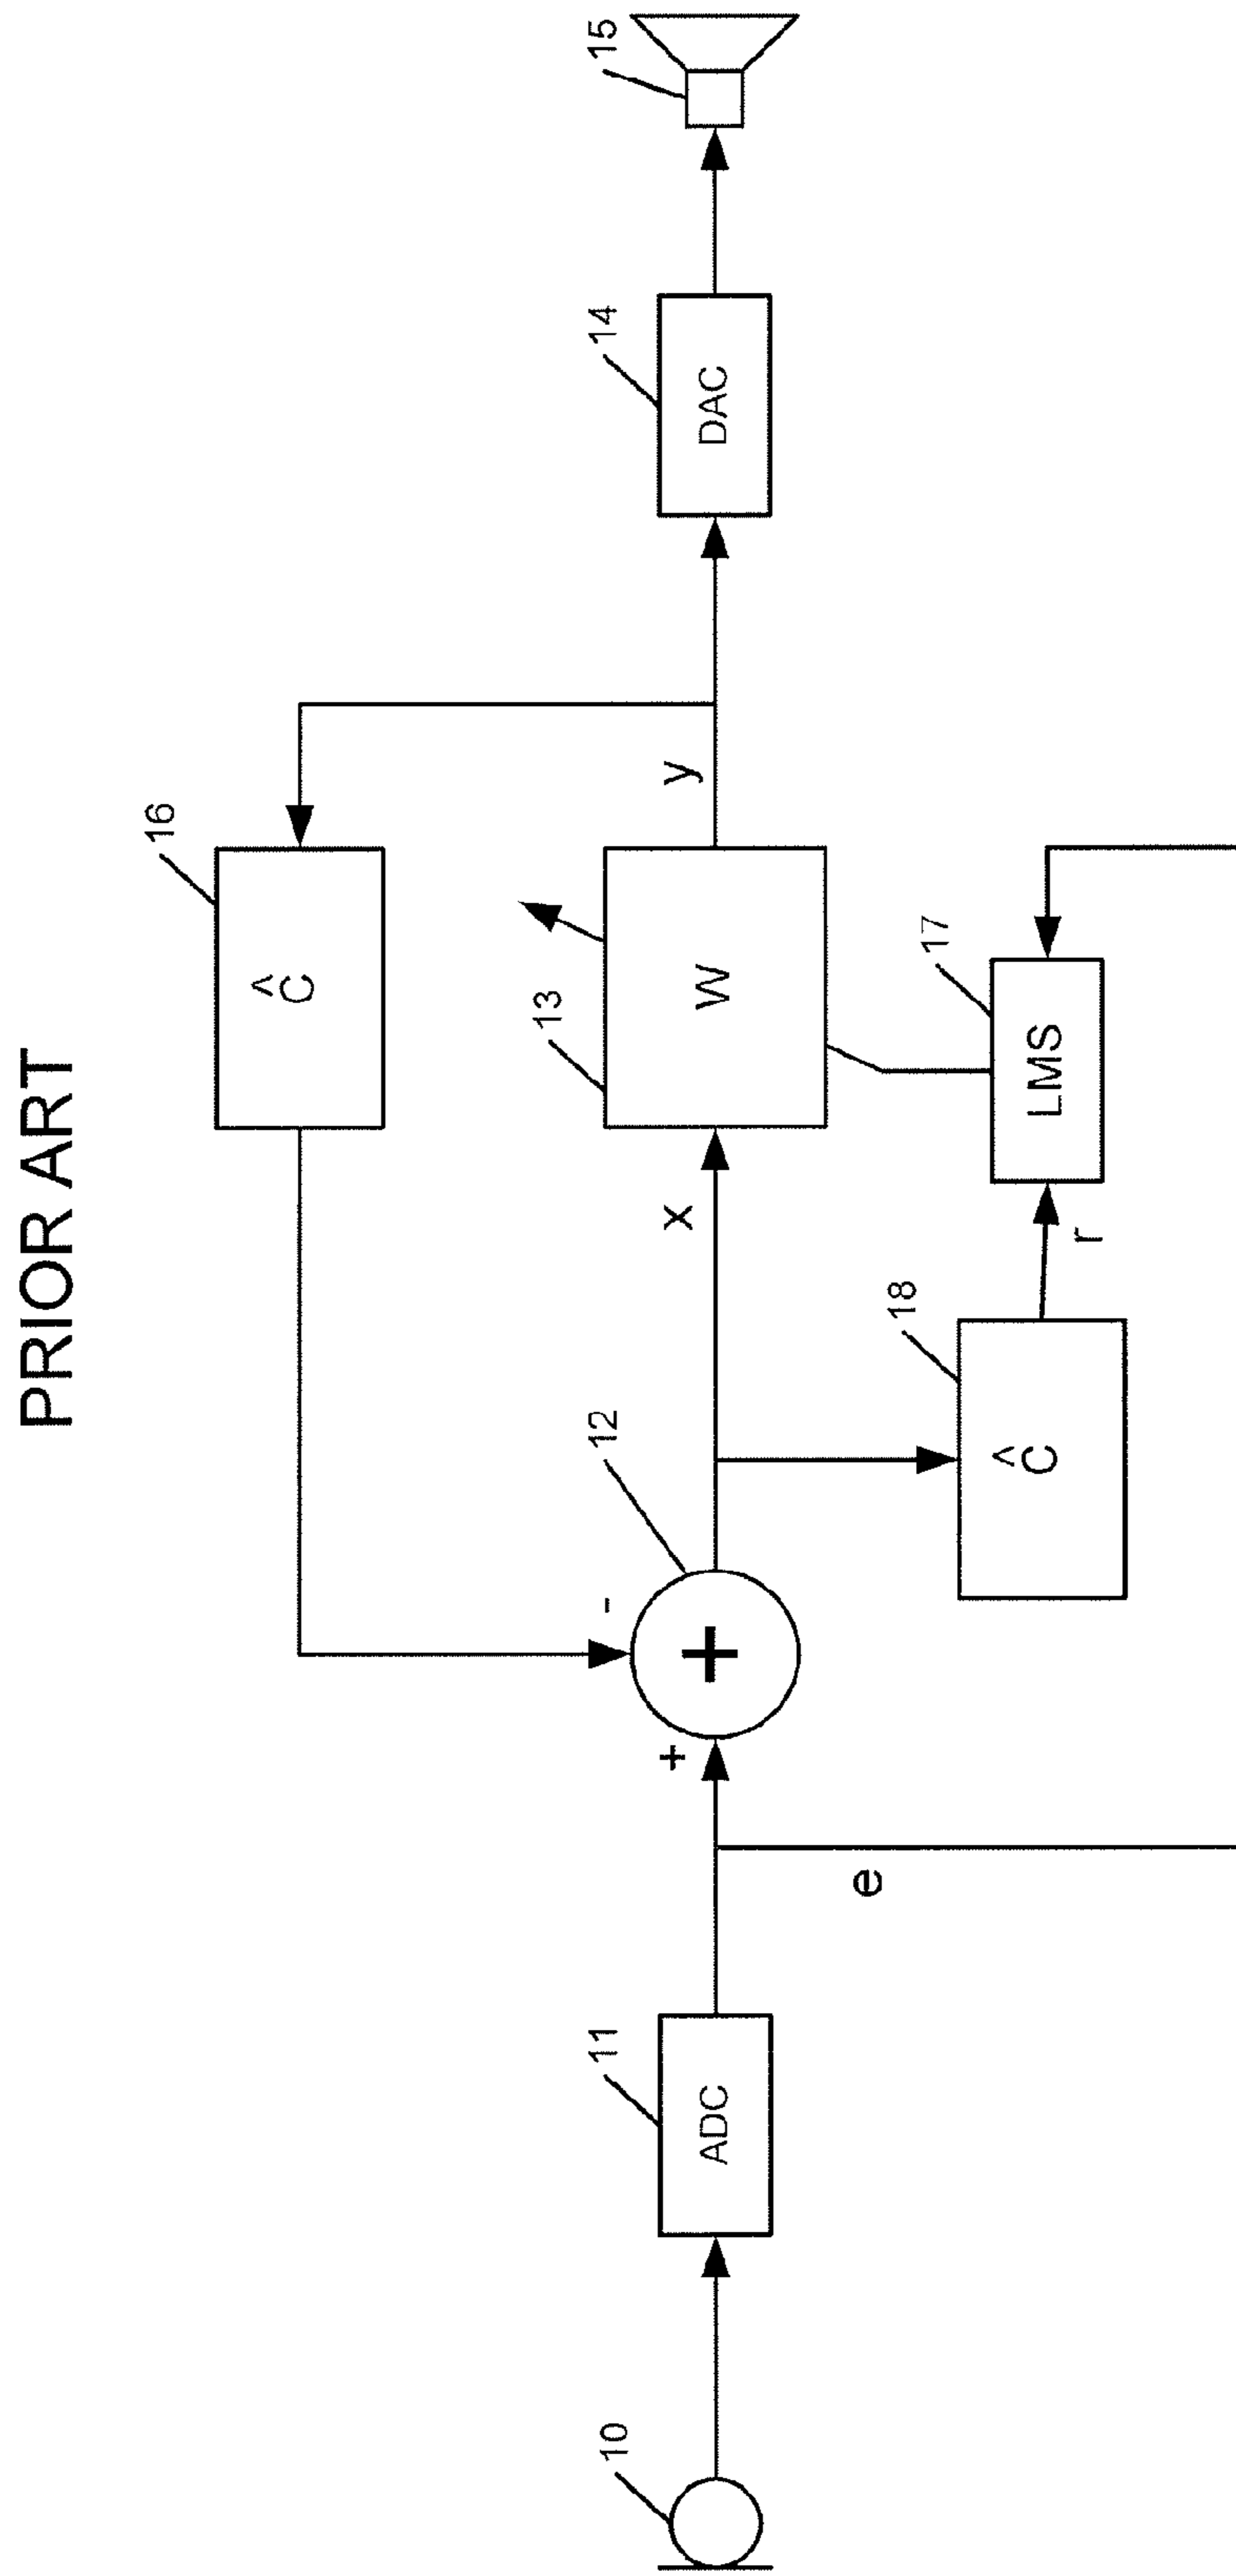 PRIOR ART
16
Ĉ
10
11
ADC
e
+
-
12
+
x
13
W
y
14
DAC
15
18
Ĉ
r
17
LMS